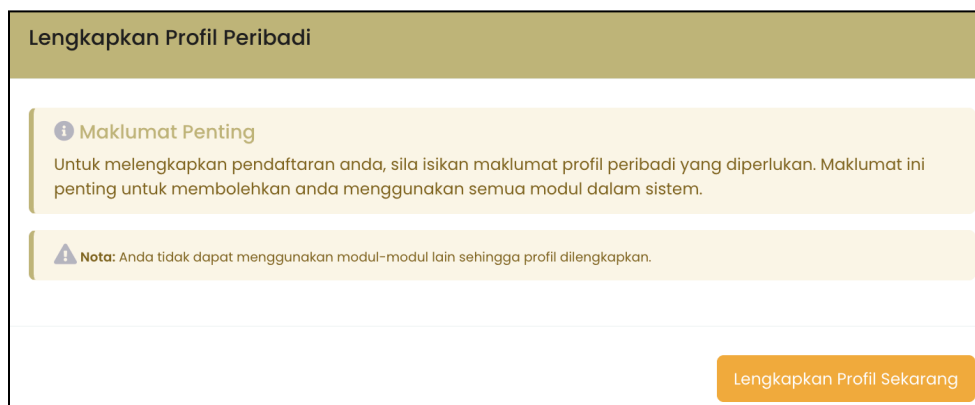 Lengkapkan Profil Peribadi
Maklumat Penting
Untuk melengkapkan pendaftaran anda, sila isikan maklumat profil peribadi yang diperlukan. Maklumat ini
penting untuk membolehkan anda menggunakan semua modul dalam sistem.
Nota: Anda tidak dapat menggunakan modul-modul lain sehingga profil dilengkapkan.
Lengkapkan Profil Sekarang